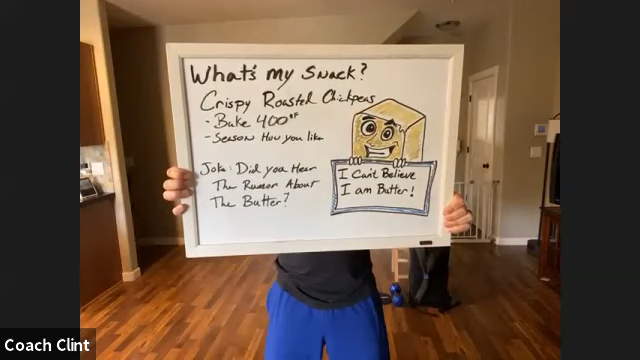 What's my Snack?
Crispy Roasted Chickpeas
- Bake 400°F
- Season How you like
Joke: Did you Hear
The Rumor About
The Butter?
I Can't Believe
I am Butter!
Coach Clint